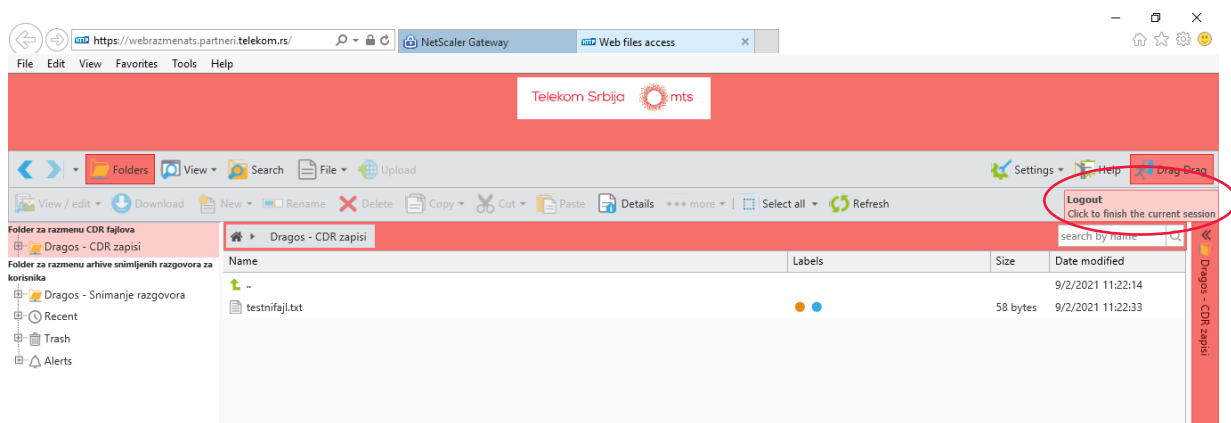 https://webrazmenats.partneri.telekom.rs/ NetScaler Gateway Web files access
File Edit View Favorites Tools Help
Telekom Srbija mts
Folders View Search File Upload Settings Help Drag Drag
View / edit Download New Rename Delete Copy Cut Paste Details more Select all Refresh
Logout
Click to finish the current session
Folder za razmenu CDR fajlova
Dragos - CDR zapisi
Dragos - CDR zapisi search by name
Folder za razmenu arhive snimljenih razgovora za
korisnika
Dragos - Snimanje razgovora
Recent
Trash
Alerts
Name Labels Size Date modified
.. 9/2/2021 11:22:14
testnifajl.txt 58 bytes 9/2/2021 11:22:33
Dragos - CDR zapisi